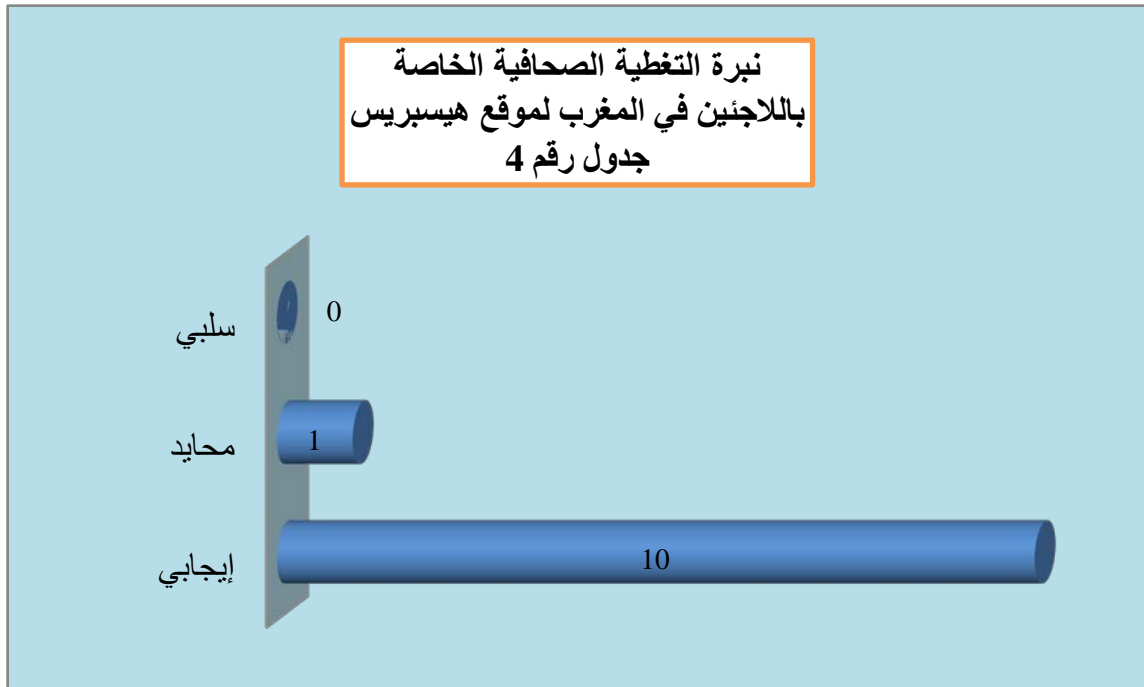 نبرة التغطية الصحافية الخاصة
باللاجئين في المغرب لموقع هيسبريس
جدول رقم 4
سلبي
0
محايد
1
إيجابي
10